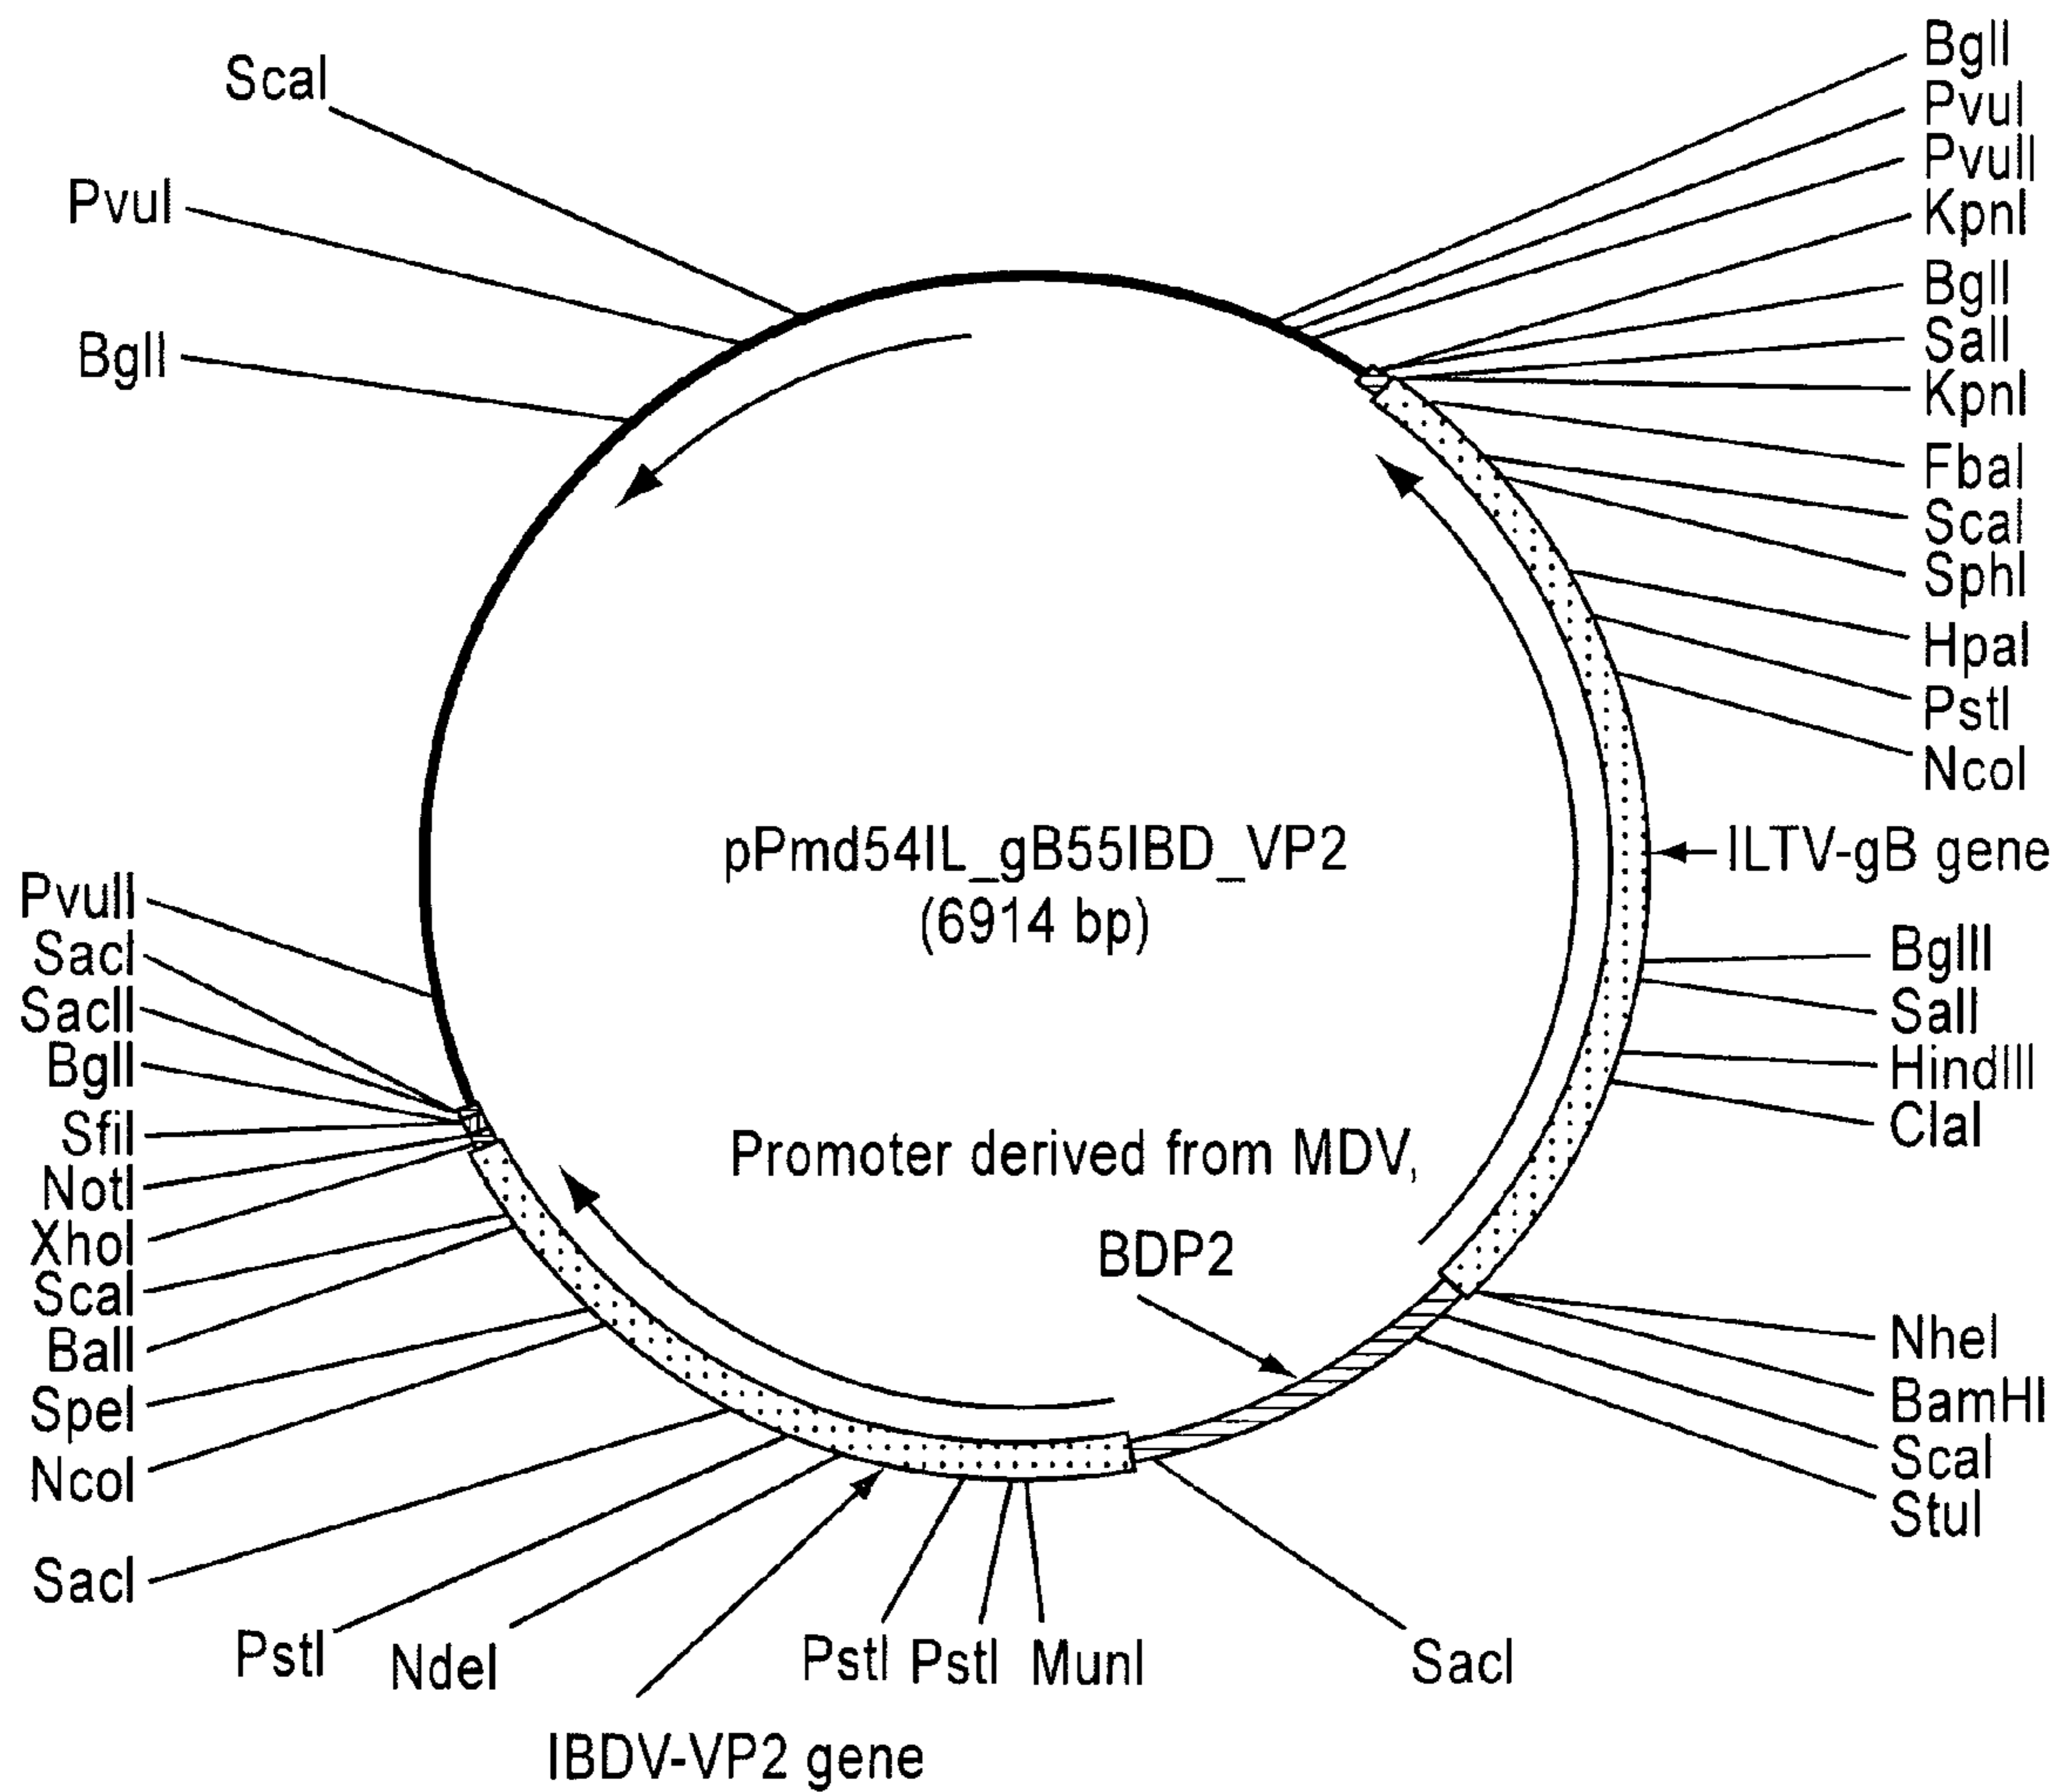 ScaI
PvuI
BglI
BglI
PvuI
PvuII
KpnI
BglI
SalI
KpnI
FbaI
ScaI
SphI
HpaI
PstI
NcoI
pPmd54IL_gB55IBD_VP2
(6914 bp)
ILTV-gB gene
BglII
SalI
HindIII
ClaI
PvuII
SacI
SacII
BglI
SfiI
NotI
XhoI
ScaI
BalI
SpeI
NcoI
SacI
Promoter derived from MDV,
BDP2
NheI
BamHI
ScaI
StuI
PstI
NdeI
PstI
PstI
MunI
SacI
IBDV-VP2 gene